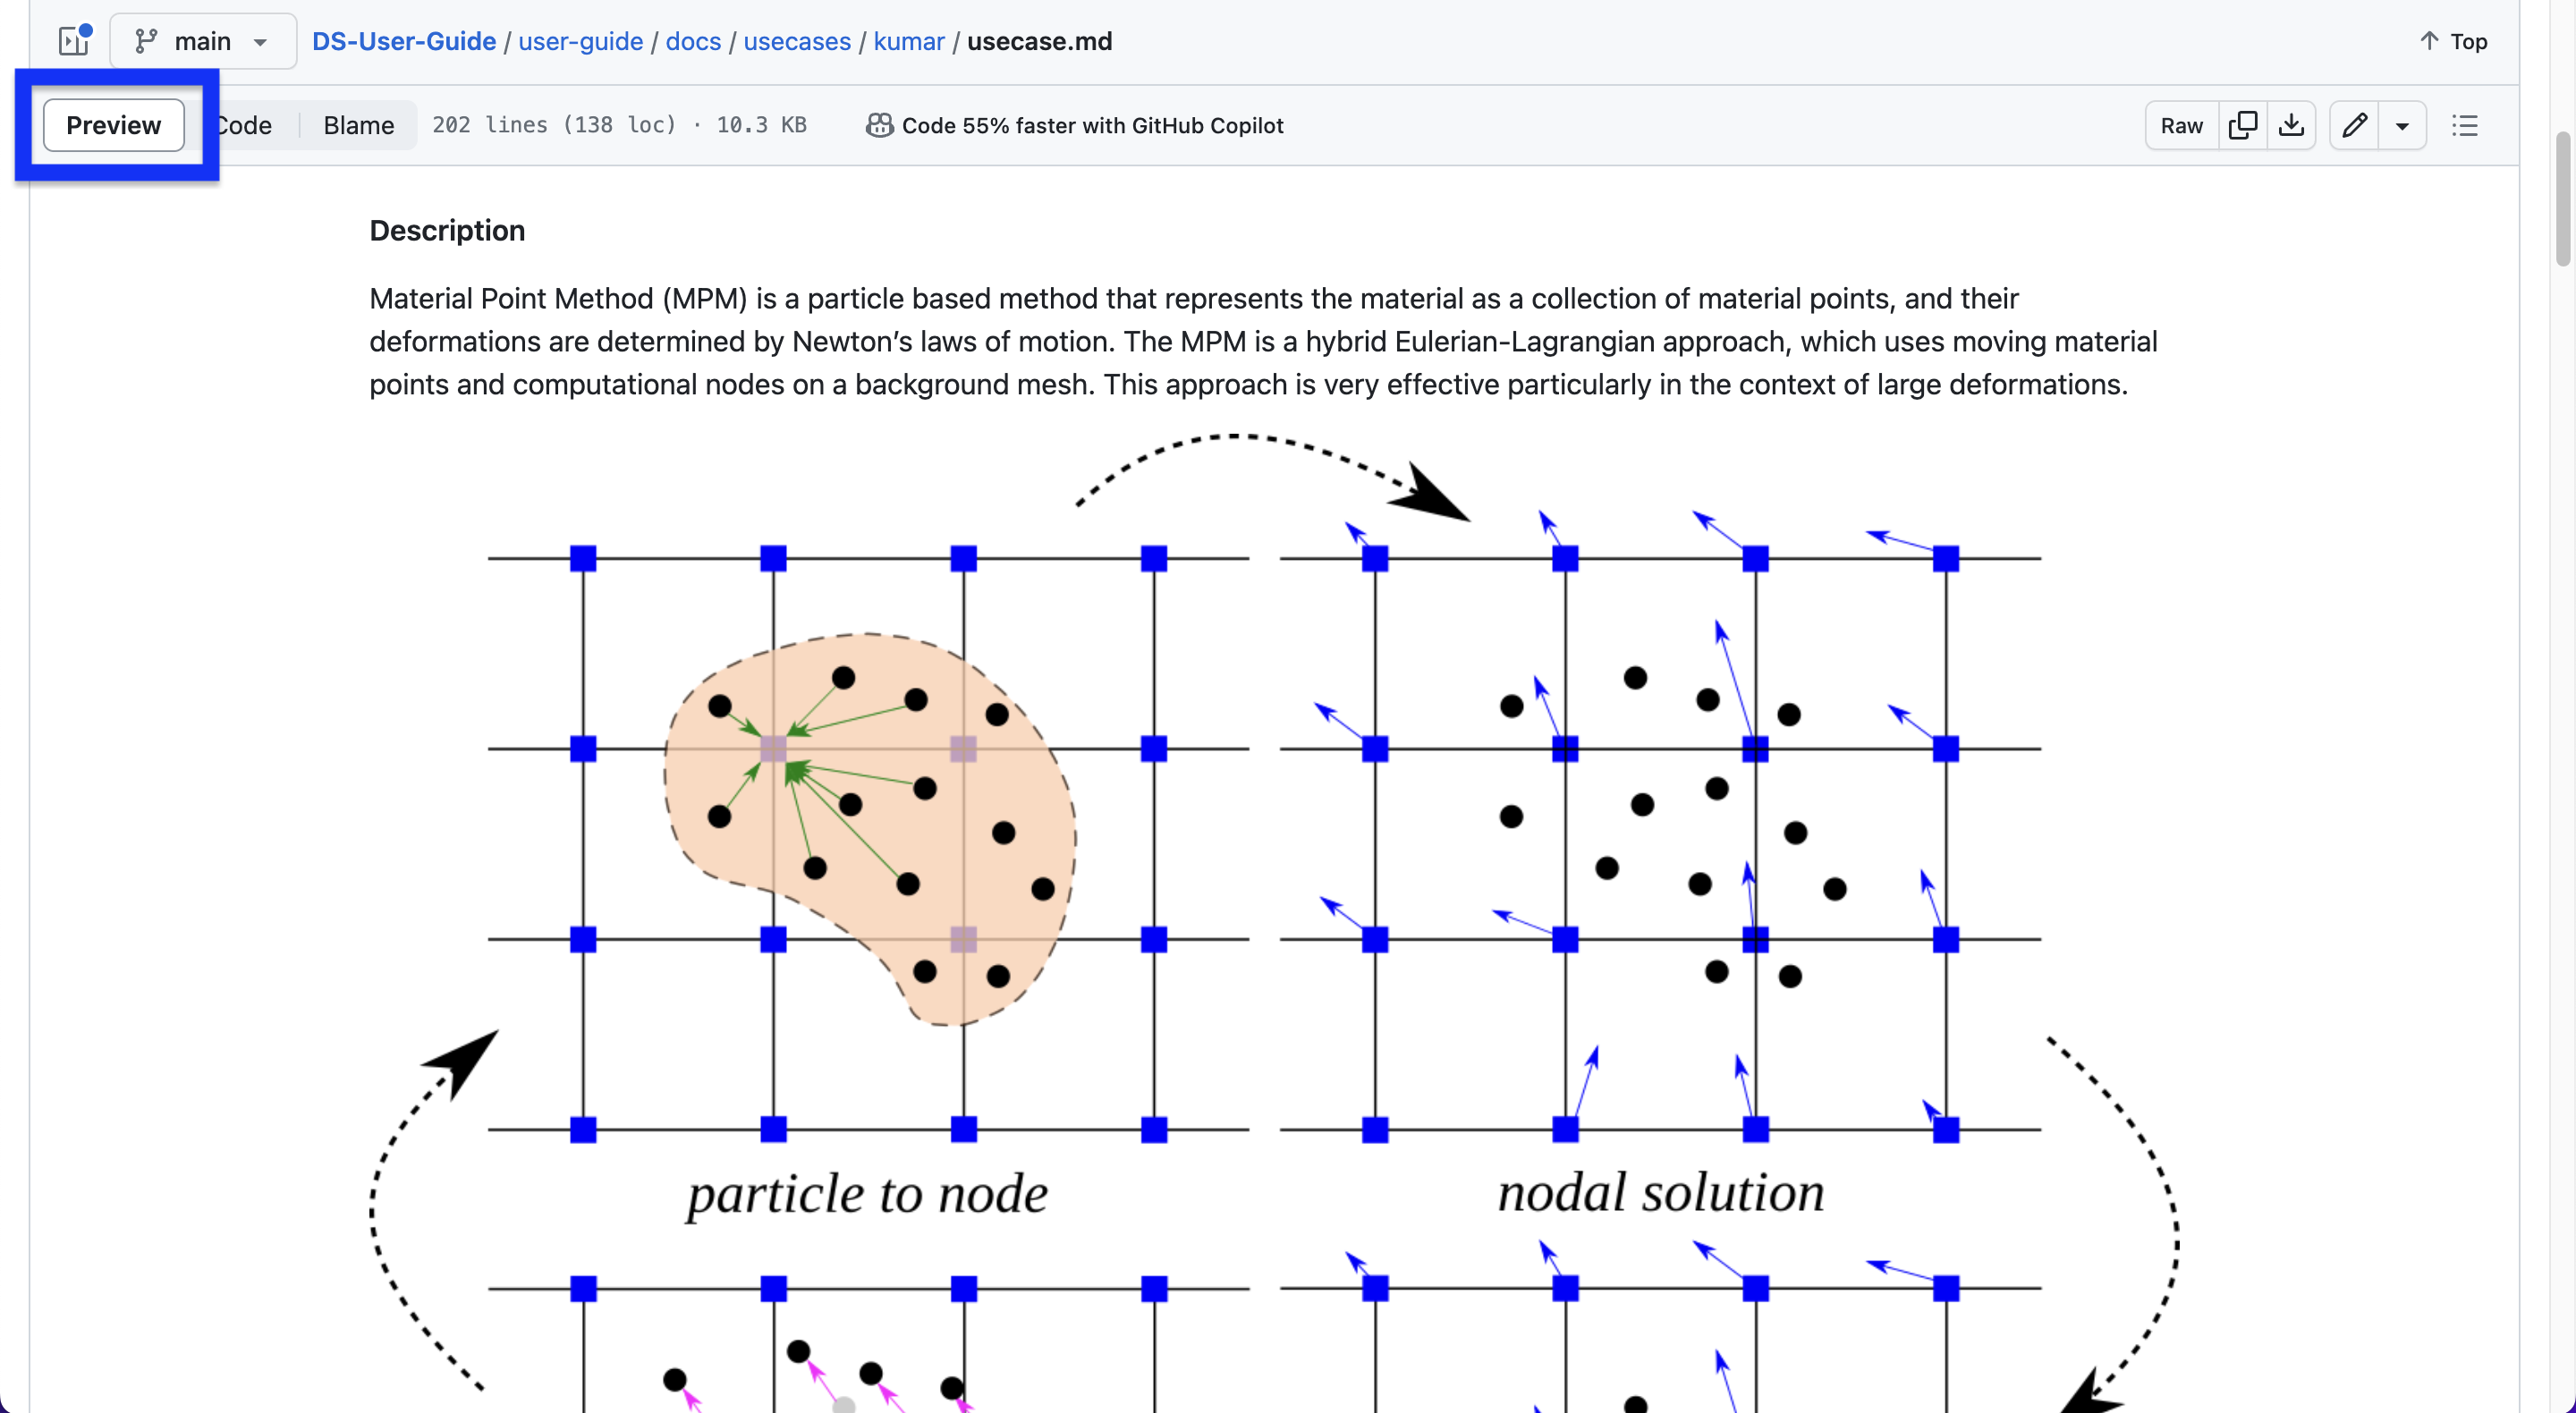 main DS-User-Guide / user-guide / docs / usecases / kumar / usecase.md Top
Preview Code Blame 202 lines (138 loc) · 10.3 KB Code 55% faster with GitHub Copilot Raw
Description
Material Point Method (MPM) is a particle based method that represents the material as a collection of material points, and their
deformations are determined by Newton’s laws of motion. The MPM is a hybrid Eulerian-Lagrangian approach, which uses moving material
points and computational nodes on a background mesh. This approach is very effective particularly in the context of large deformations.
particle to node
nodal solution